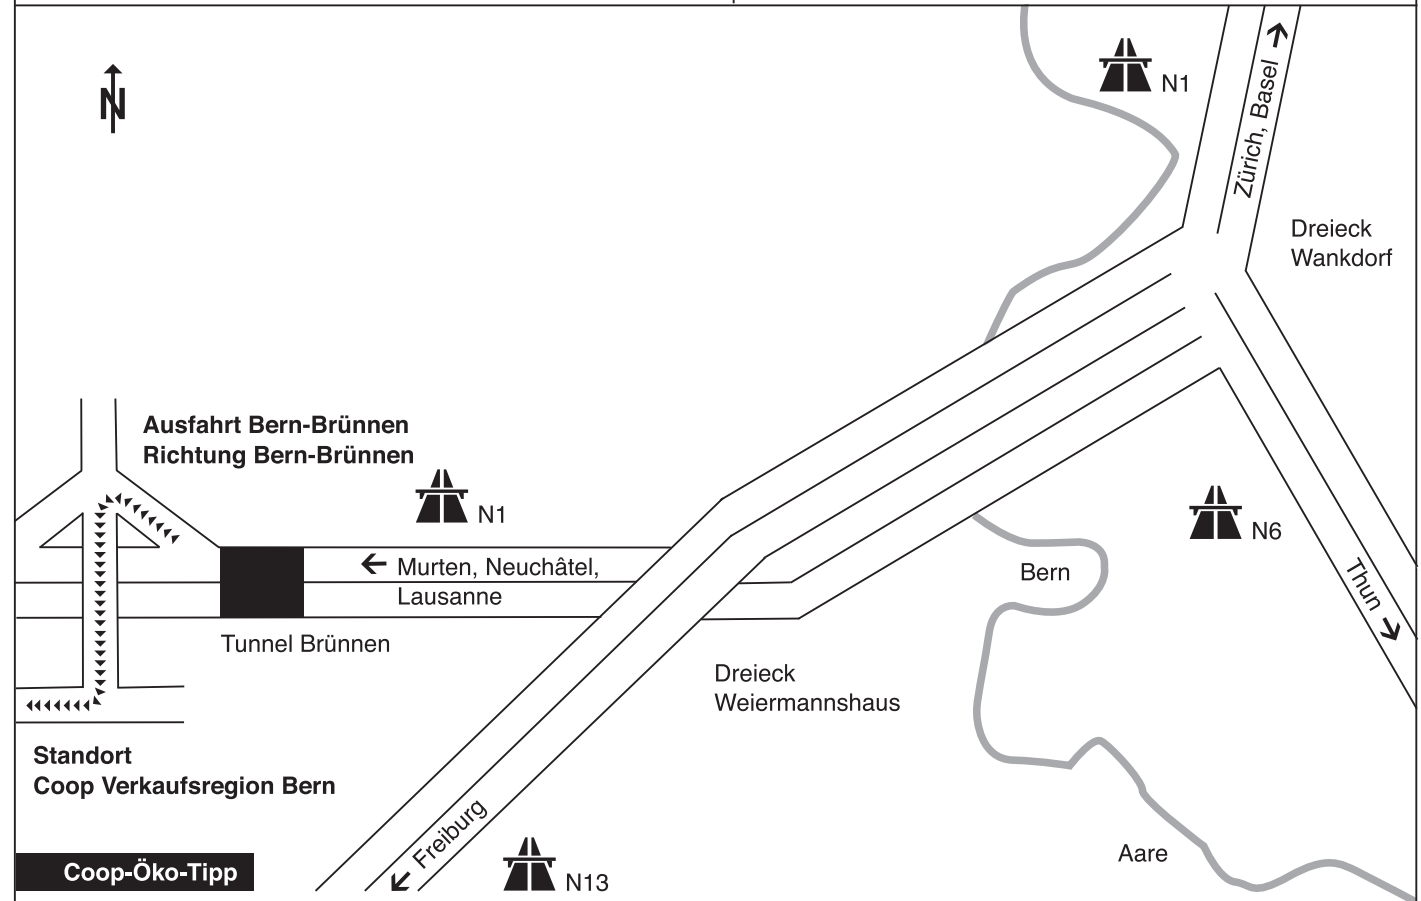 N
N1
Zürich, Basel
Dreieck
Wankdorf
Ausfahrt Bern-Brünnen
Richtung Bern-Brünnen
N1
Murten, Neuchâtel,
Lausanne
Tunnel Brünnen
N6
Bern
Thun
Dreieck
Weiermannshaus
Standort
Coop Verkaufsregion Bern
Freiburg
Aare
Coop-Öko-Tipp
N13